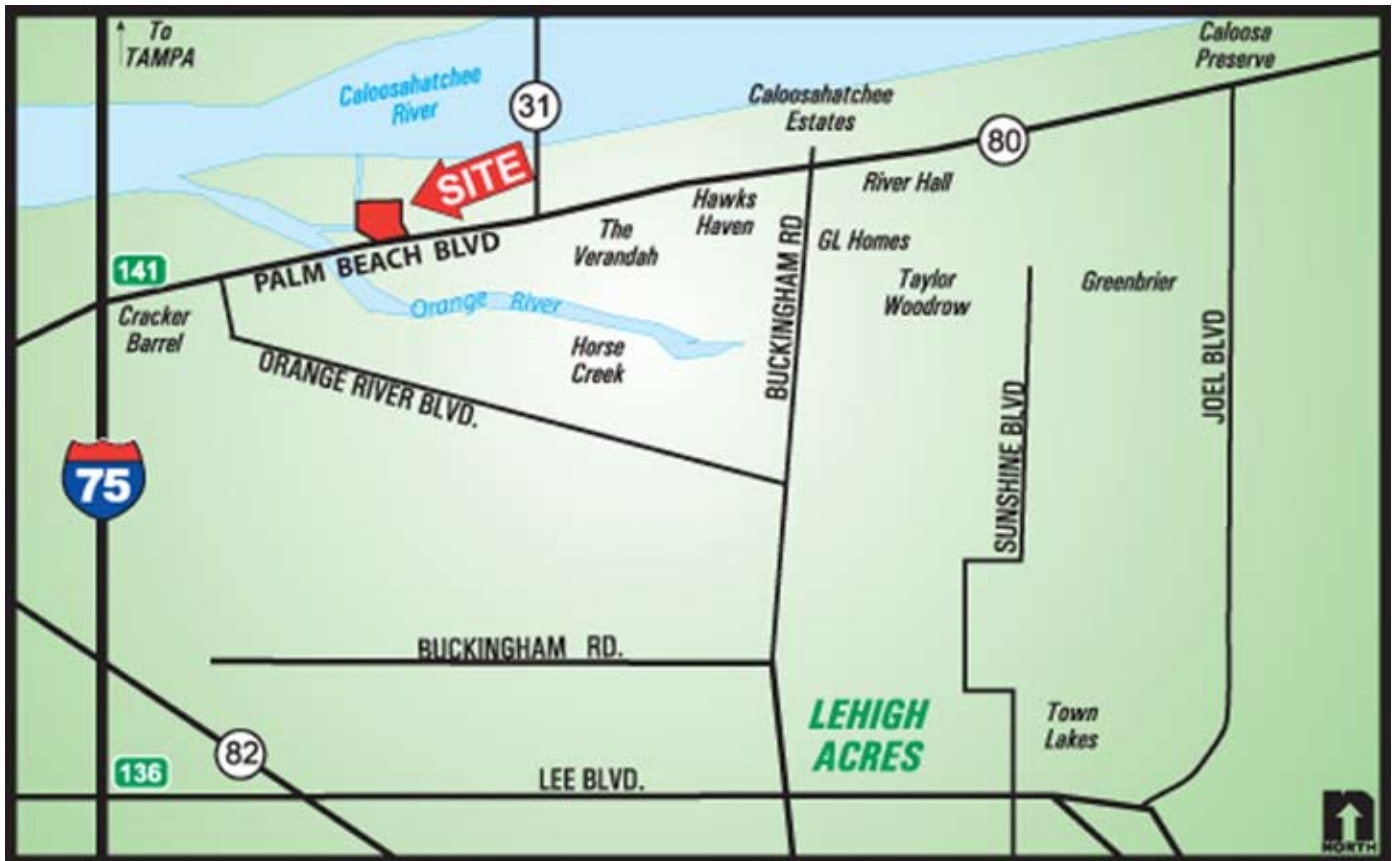 To
TAMPA
Caloosahatchee
River
31
Caloosa
Preserve
Caloosahatchee
Estates
80
SITE
River Hall
Hawks
Haven
The
Verandah
GL Homes
PALM BEACH BLVD
141
BUCKINGHAM RD
Taylor
Woodrow
Greenbrier
Orange River
Cracker
Barrel
Horse
Creek
ORANGE RIVER BLVD.
JOEL BLVD
SUNSHINE BLVD
75
BUCKINGHAM RD.
LEHIGH
ACRES
Town
Lakes
82
136
LEE BLVD.
n
NORTH